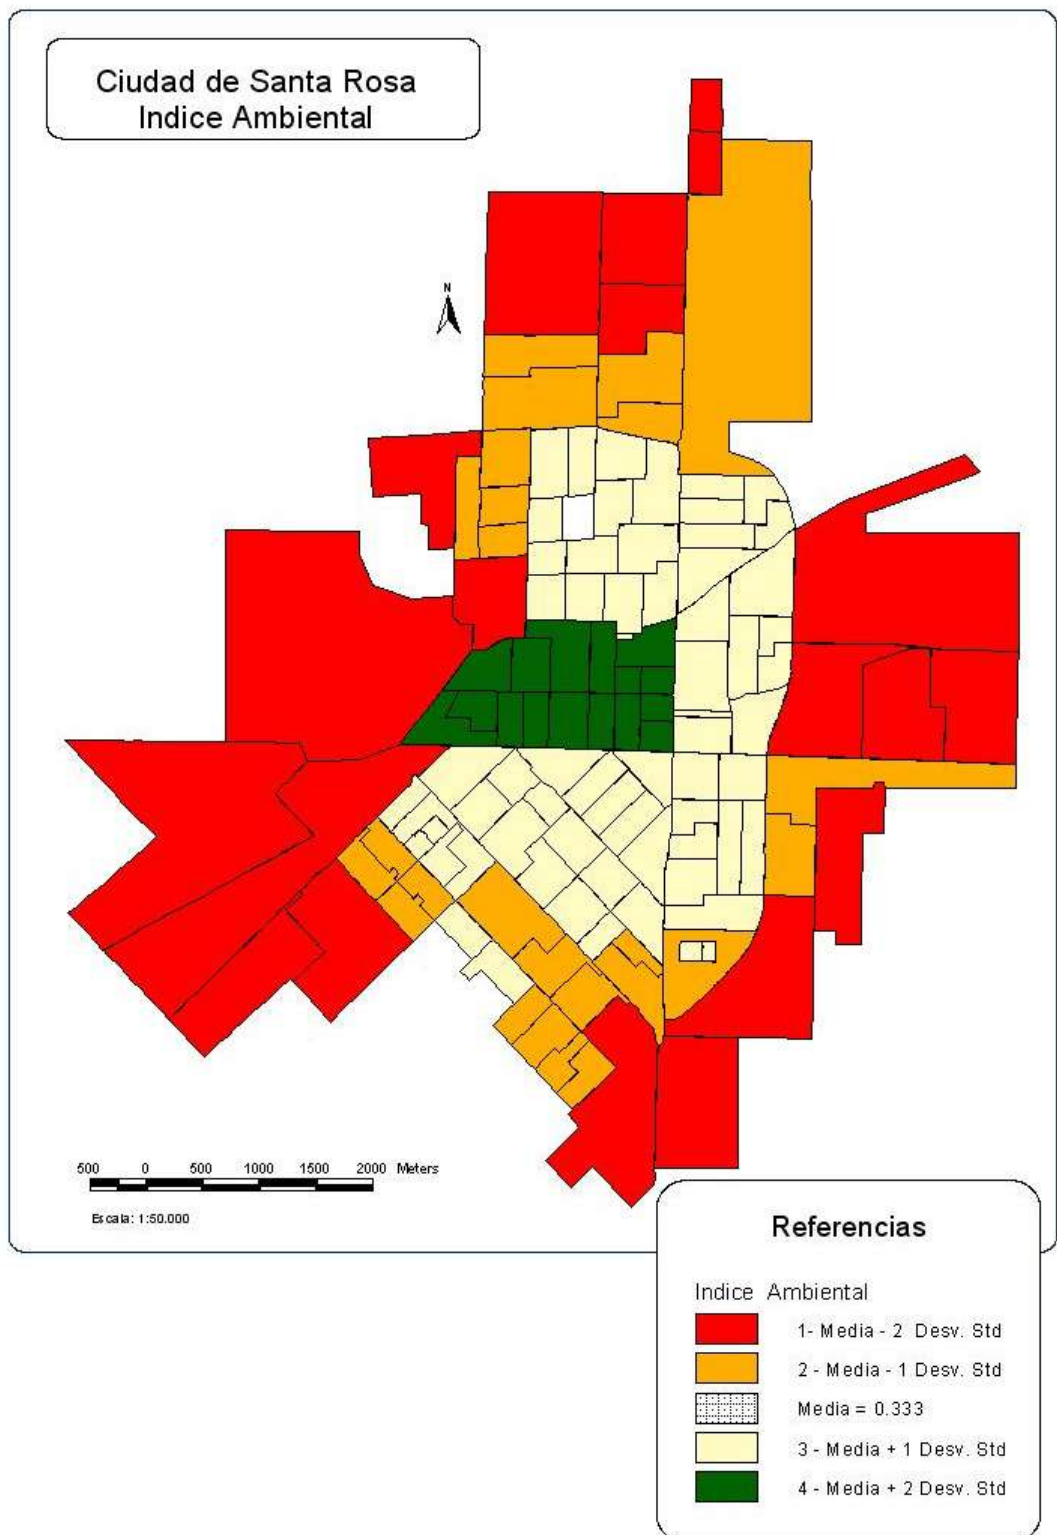 Ciudad de Santa Rosa
Indice Ambiental
N
500 0 500 1000 1500 2000 Meters
Escala: 1:50.000
Referencias
Indice Ambiental
1- Media - 2 Desv. Std
2 - Media - 1 Desv. Std
Media = 0.333
3 - Media + 1 Desv. Std
4 - Media + 2 Desv. Std